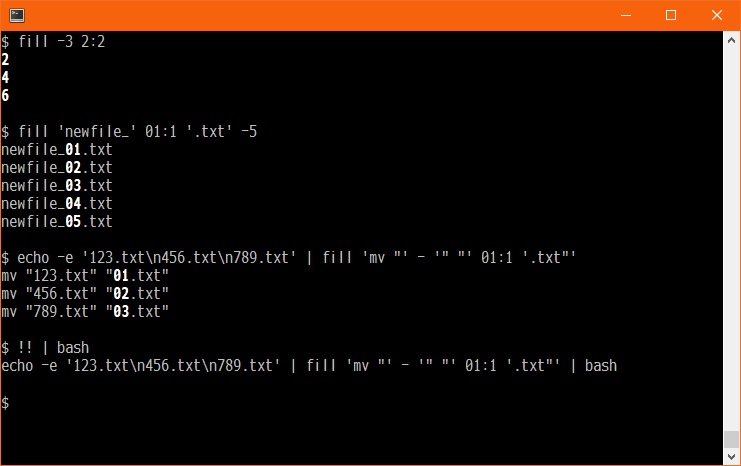 $ fill -3 2:2
2
4
6
$ fill 'newfile_' 01:1 '.txt' -5
newfile_01.txt
newfile_02.txt
newfile_03.txt
newfile_04.txt
newfile_05.txt
$ echo -e '123.txt\n456.txt\n789.txt' | fill 'mv "' - '" "' 01:1 '.txt"'
mv "123.txt" "01.txt"
mv "456.txt" "02.txt"
mv "789.txt" "03.txt"
$ !! | bash
echo -e '123.txt\n456.txt\n789.txt' | fill 'mv "' - '" "' 01:1 '.txt"' | bash
$